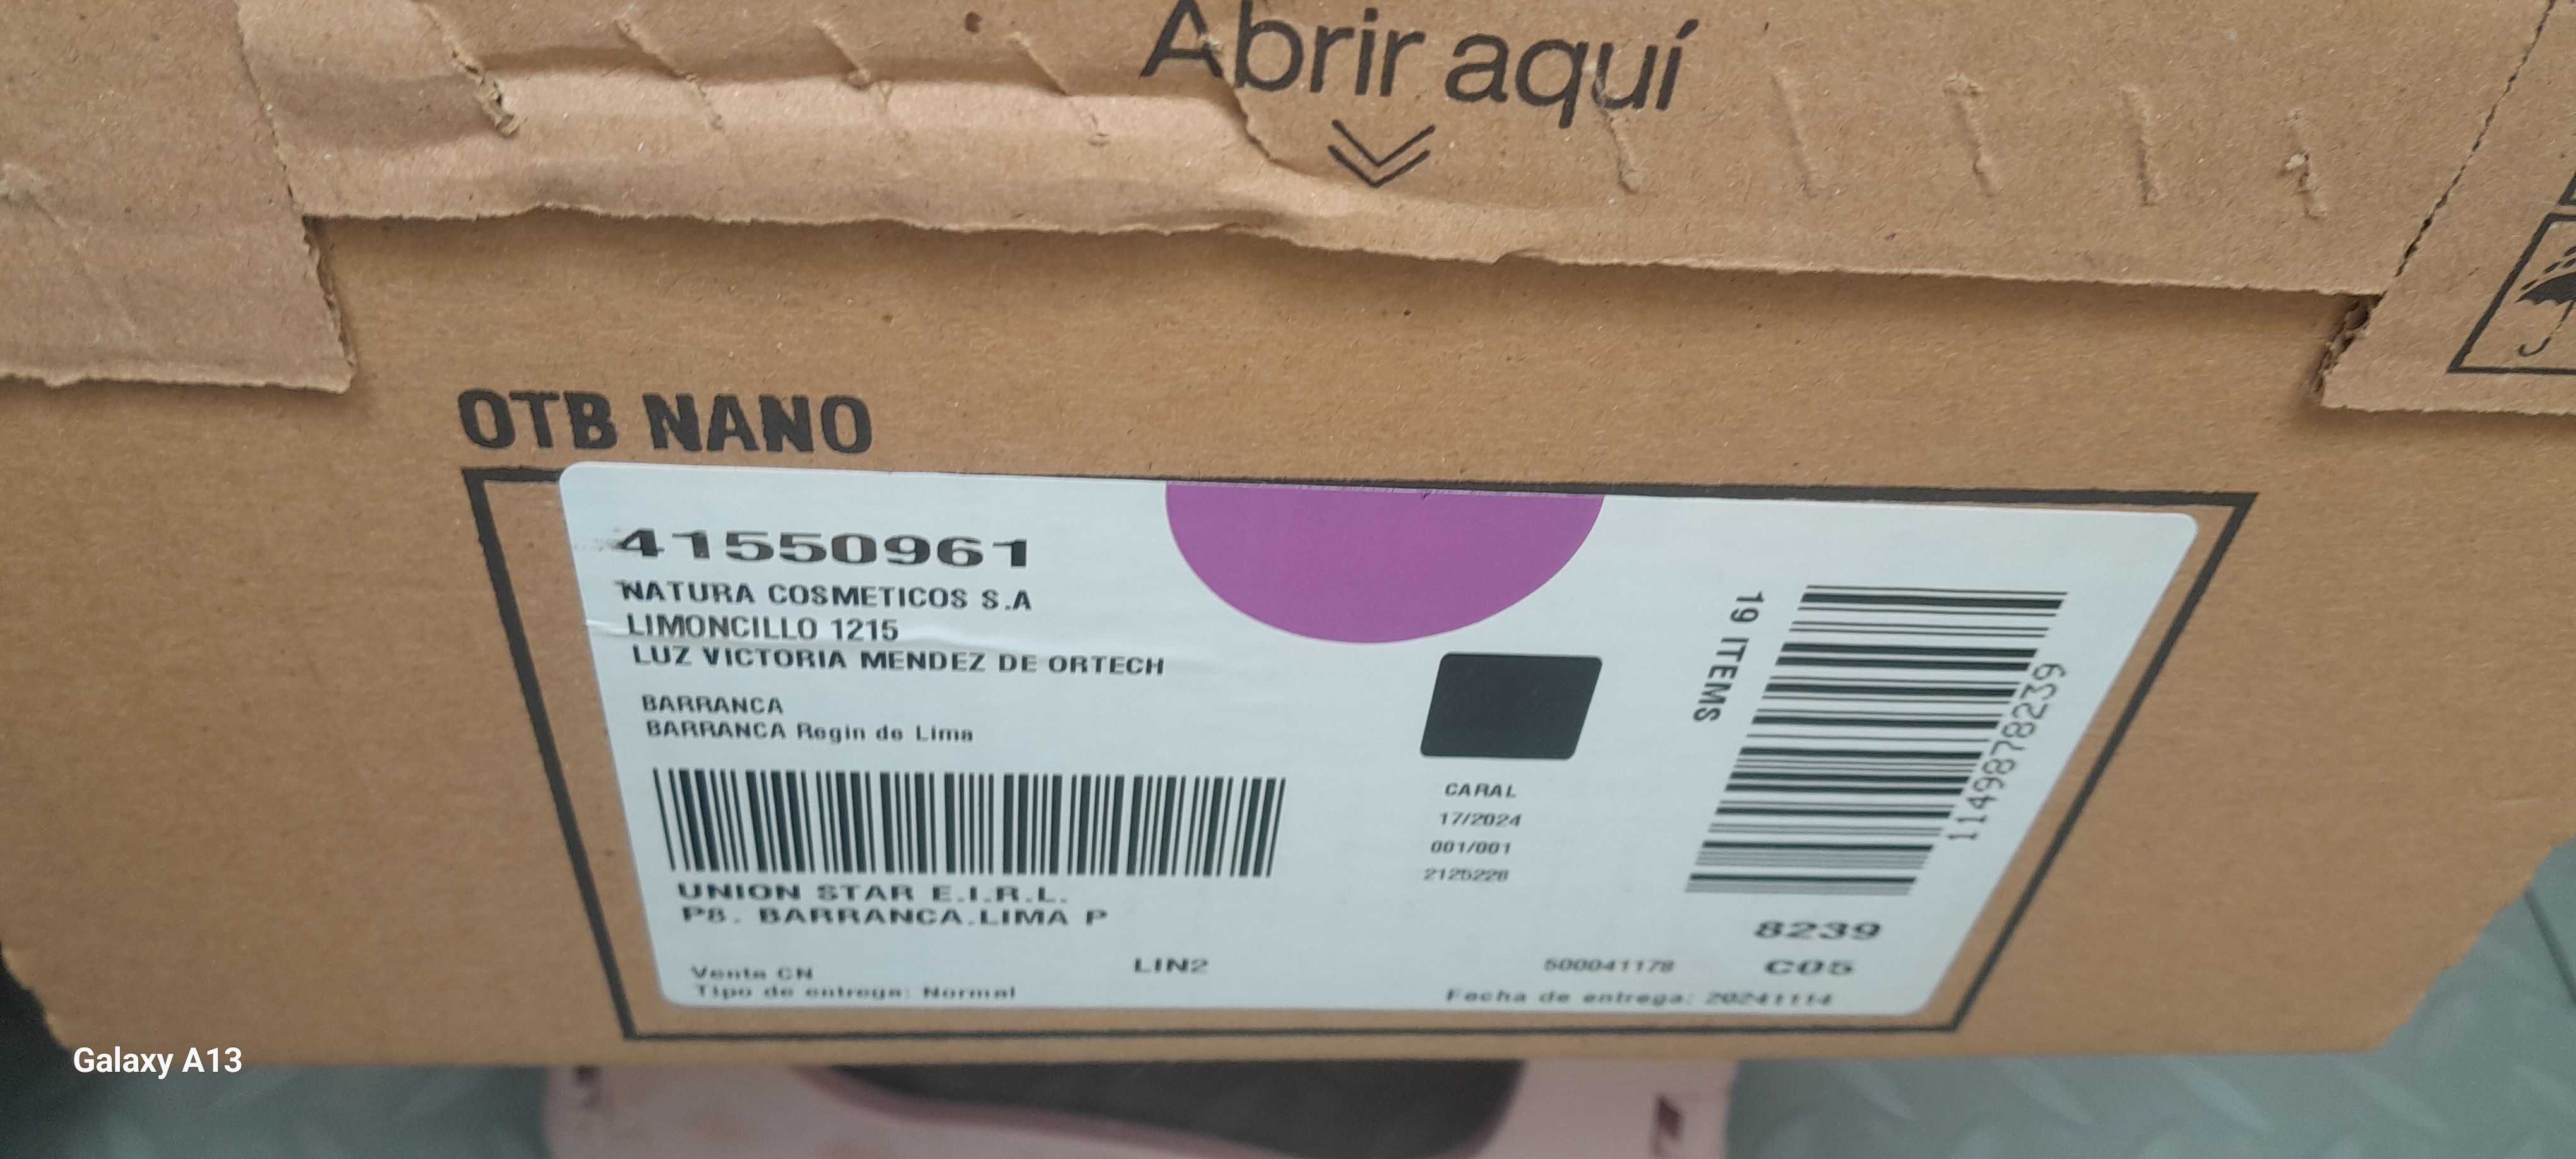 Abrir aquí
OTB NANO
41550961
NATURA COSMETICOS S.A
LIMONCILLO 1215
LUZ VICTORIA MENDEZ DE ORTECH
BARRANCA
BARRANCA Regin de Lima
UNION STAR E.I.R.L.
P8. BARRANCA.LIMA P
Venta CN
Tipo de entrega: Normal
LIN2
CARAL
17/2024
001/001
2125228
19 ITEMS
1149878239
8239
500041178
C05
Fecha de entrega: 20241114
Galaxy A13